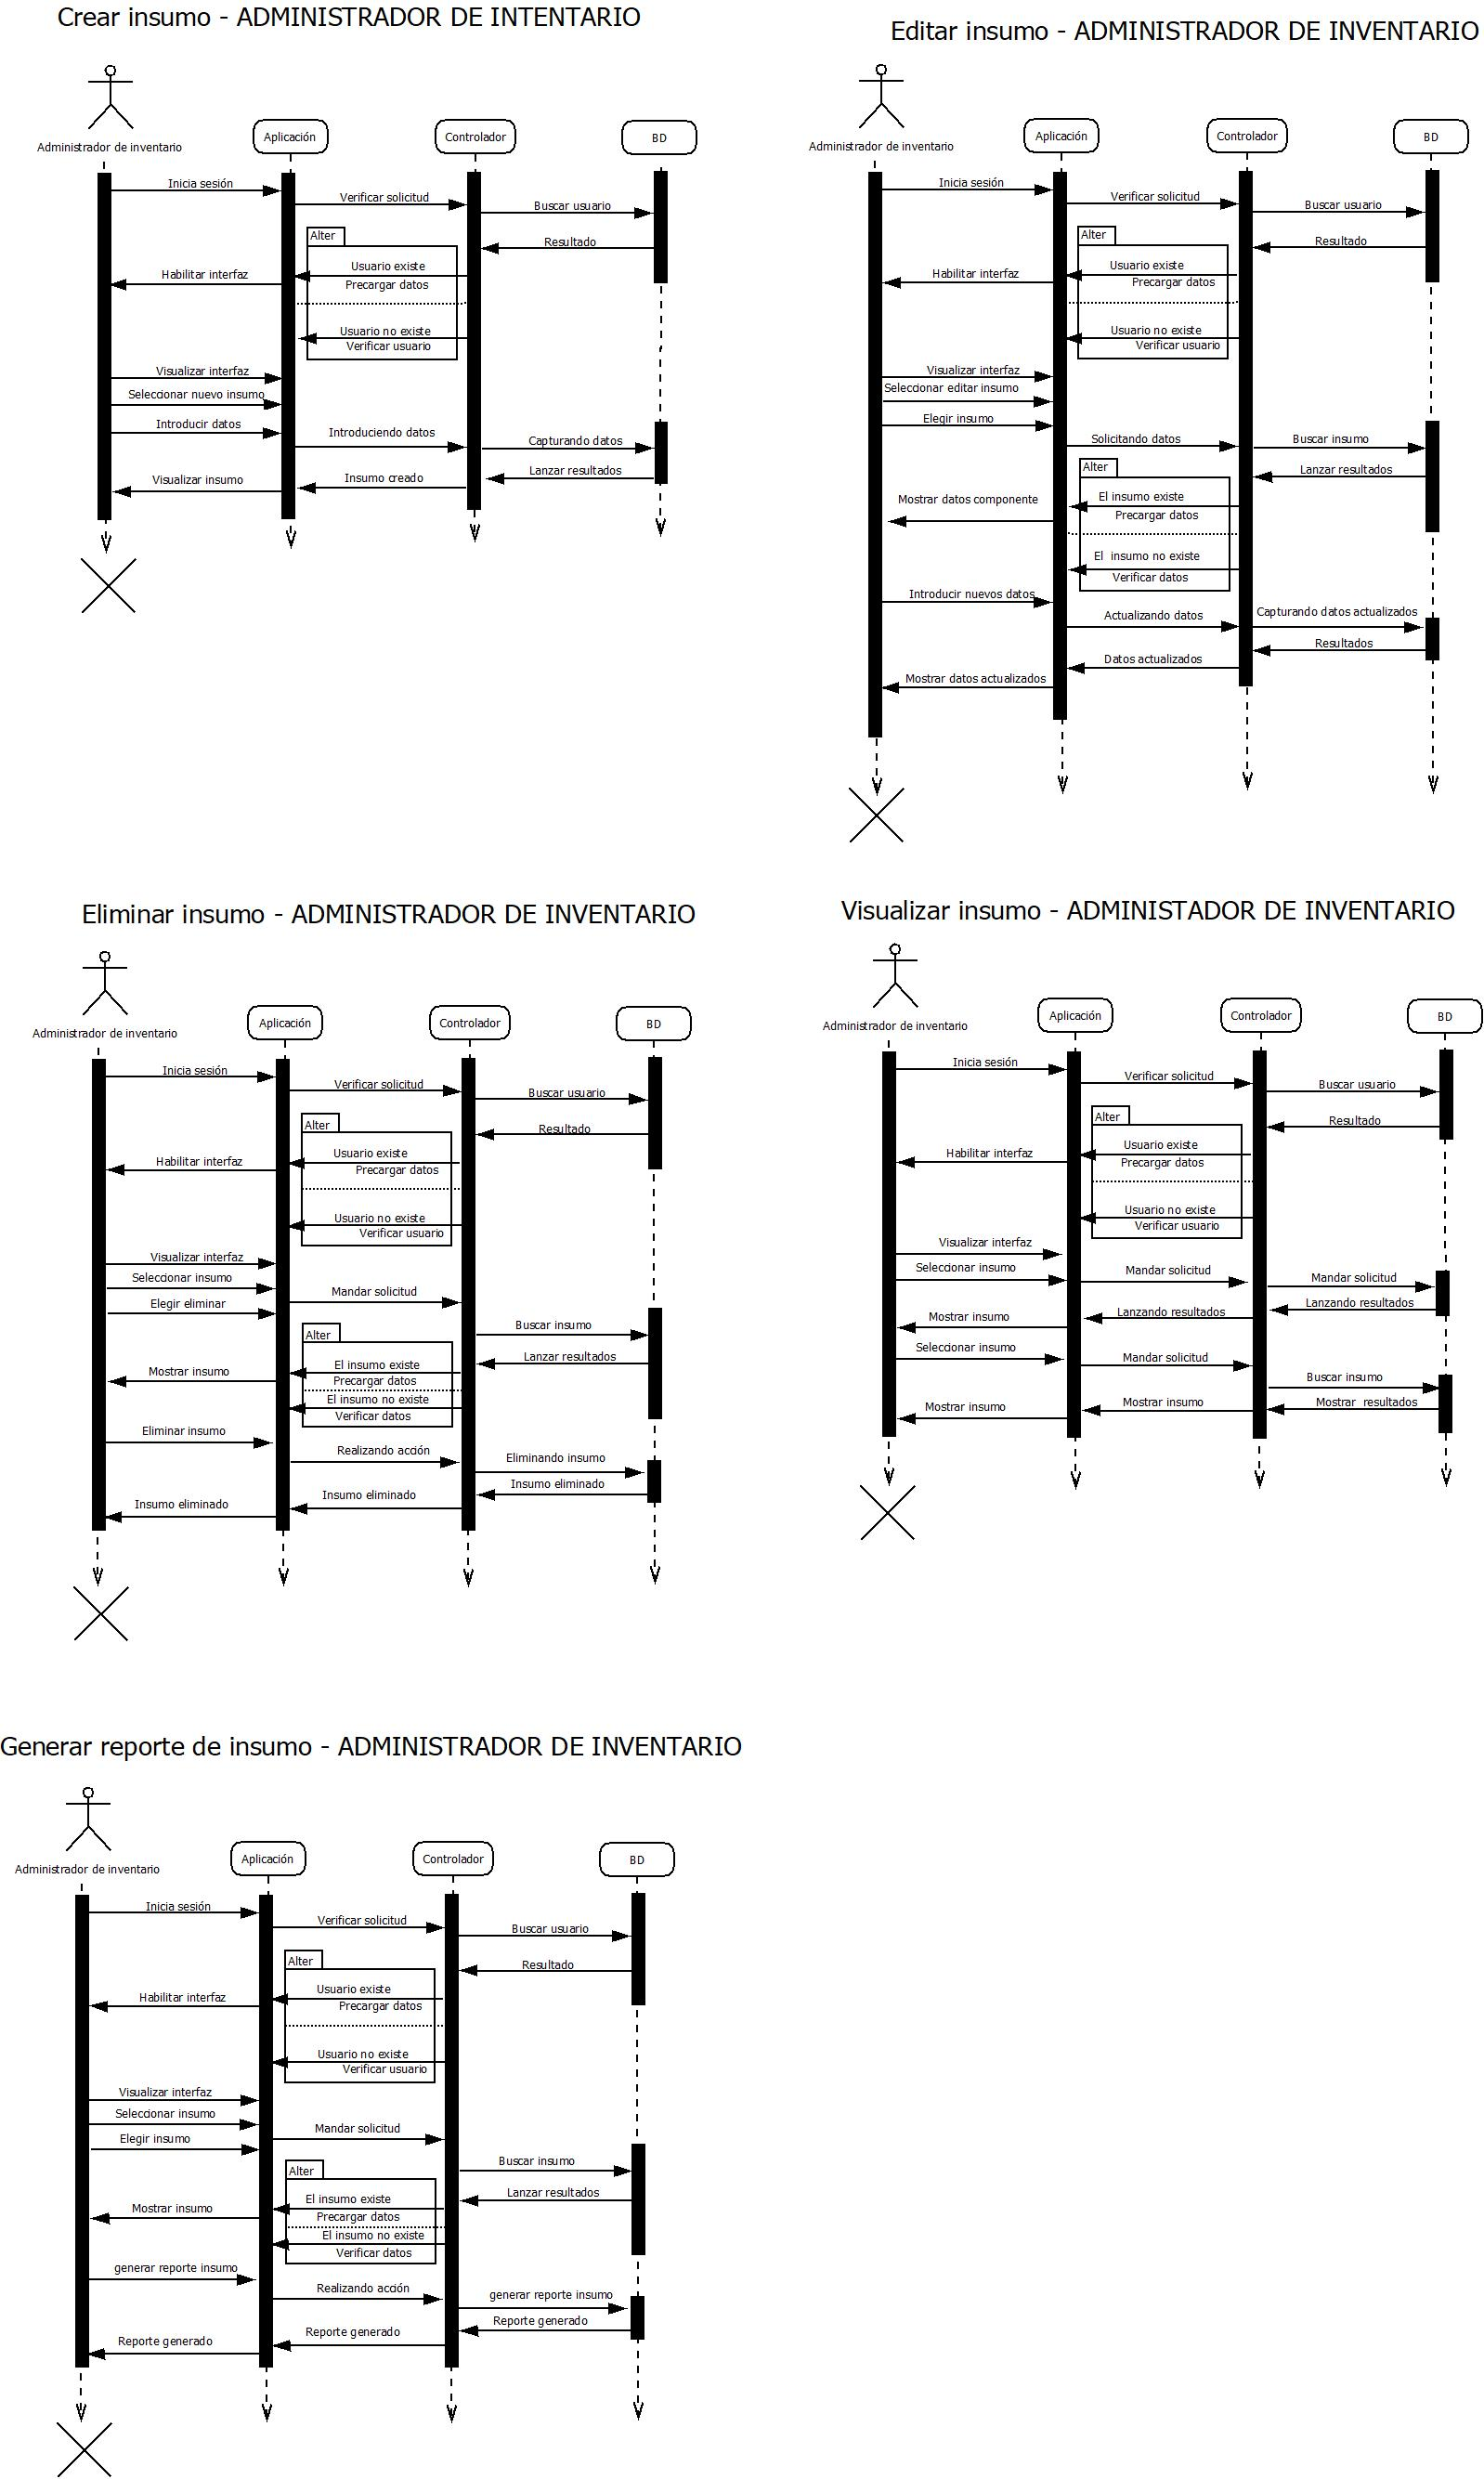 Crear insumo - ADMINISTRADOR DE INTENTARIO
Administrador de inventario
Aplicación
Controlador
BD
Inicia sesión
Verificar solicitud
Buscar usuario
Alter
Resultado
Usuario existe
Habilitar interfaz
Precargar datos
Usuario no existe
Verificar usuario
Visualizar interfaz
Seleccionar nuevo insumo
Introducir datos
Introduciendo datos
Capturando datos
Lanzar resultados
Visualizar insumo
Insumo creado
Editar insumo - ADMINISTRADOR DE INVENTARIO
Administrador de inventario
Aplicación
Controlador
BD
Inicia sesión
Verificar solicitud
Buscar usuario
Alter
Resultado
Usuario existe
Habilitar interfaz
Precargar datos
Usuario no existe
Verificar usuario
Visualizar interfaz
Seleccionar editar insumo
Elegir insumo
Solicitando datos
Buscar insumo
Alter
Lanzar resultados
El insumo existe
Mostrar datos componente
Precargar datos
El insumo no existe
Verificar datos
Introducir nuevos datos
Actualizando datos
Capturando datos actualizados
Resultados
Datos actualizados
Mostrar datos actualizados
Eliminar insumo - ADMINISTRADOR DE INVENTARIO
Administrador de inventario
Aplicación
Controlador
BD
Inicia sesión
Verificar solicitud
Buscar usuario
Alter
Resultado
Usuario existe
Habilitar interfaz
Precargar datos
Usuario no existe
Verificar usuario
Visualizar interfaz
Seleccionar insumo
Mandar solicitud
Elegir eliminar
Buscar insumo
Alter
Lanzar resultados
El insumo existe
Mostrar insumo
Precargar datos
El insumo no existe
Verificar datos
Eliminar insumo
Realizando acción
Eliminando insumo
Insumo eliminado
Insumo eliminado
Insumo eliminado
Visualizar insumo - ADMINISTADOR DE INVENTARIO
Administrador de inventario
Aplicación
Controlador
BD
Inicia sesión
Verificar solicitud
Buscar usuario
Alter
Resultado
Usuario existe
Habilitar interfaz
Precargar datos
Usuario no existe
Verificar usuario
Visualizar interfaz
Seleccionar insumo
Mandar solicitud
Mandar solicitud
Lanzando resultados
Lanzando resultados
Mostrar insumo
Seleccionar insumo
Mandar solicitud
Buscar insumo
Mostrar resultados
Mostrar insumo
Mostrar insumo
Generar reporte de insumo - ADMINISTRADOR DE INVENTARIO
Administrador de inventario
Aplicación
Controlador
BD
Inicia sesión
Verificar solicitud
Buscar usuario
Alter
Resultado
Usuario existe
Habilitar interfaz
Precargar datos
Usuario no existe
Verificar usuario
Visualizar interfaz
Seleccionar insumo
Mandar solicitud
Elegir insumo
Buscar insumo
Alter
Lanzar resultados
El insumo existe
Mostrar insumo
Precargar datos
El insumo no existe
Verificar datos
generar reporte insumo
Realizando acción
generar reporte insumo
Reporte generado
Reporte generado
Reporte generado